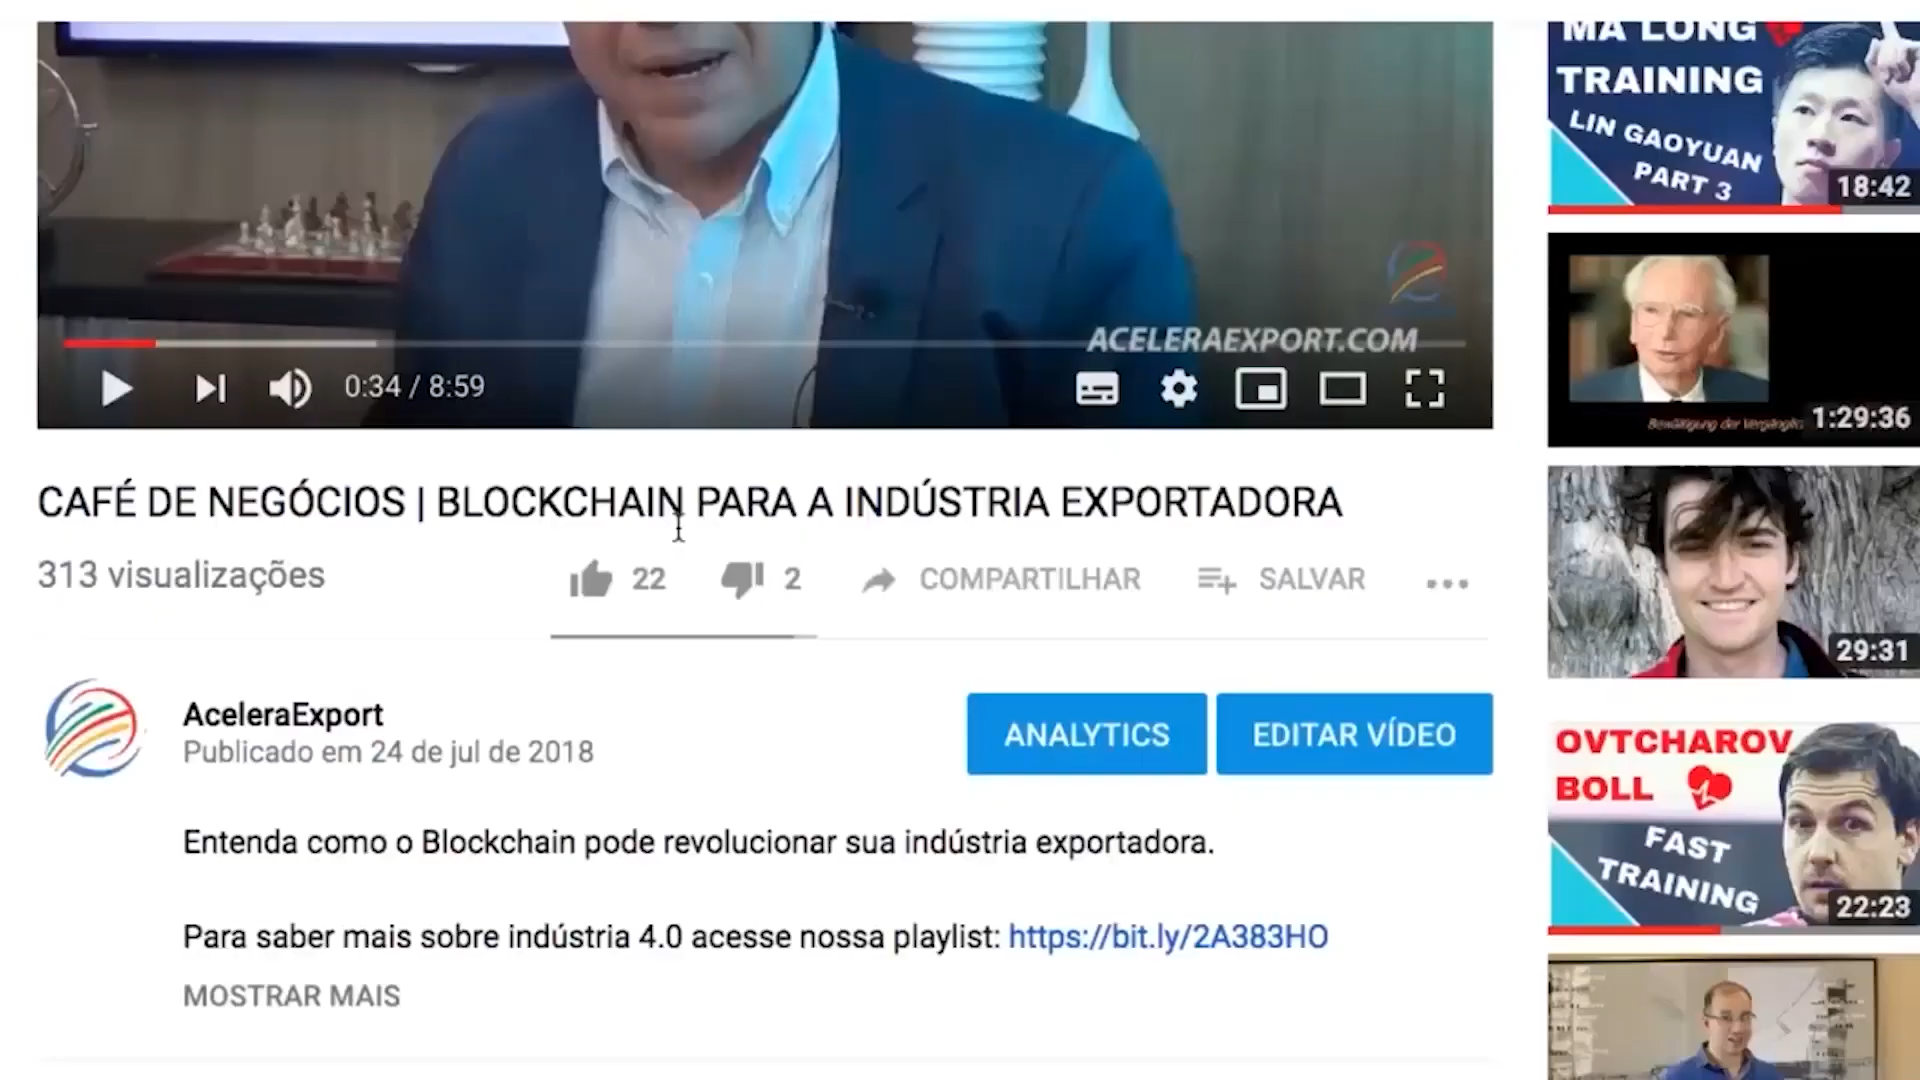 ACELERAEXPORT.COM
0:34 / 8:59
CAFÉ DE NEGÓCIOS | BLOCKCHAIN PARA A INDÚSTRIA EXPORTADORA
313 visualizações
22
2
COMPARTILHAR
SALVAR
AceleraExport
Publicado em 24 de jul de 2018
ANALYTICS
EDITAR VÍDEO
Entenda como o Blockchain pode revolucionar sua indústria exportadora.
Para saber mais sobre indústria 4.0 acesse nossa playlist: https://bit.ly/2A383HO
MOSTRAR MAIS
MA LONG
TRAINING
LIN GAOYUAN
PART 3
18:42
Bewältigung der
1:29:36
29:31
OVTCHAROV
BOLL
FAST
TRAINING
22:23